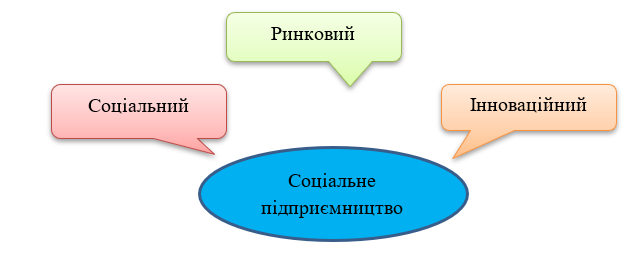 Ринковий
Соціальний
Інноваційний
Соціальне
підприємництво